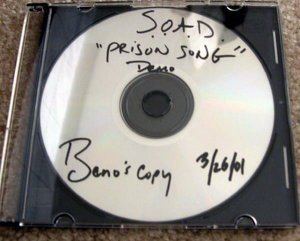 S.O.A.D.
"PRISON SONG"
Demo
Beno's Copy 3/26/01